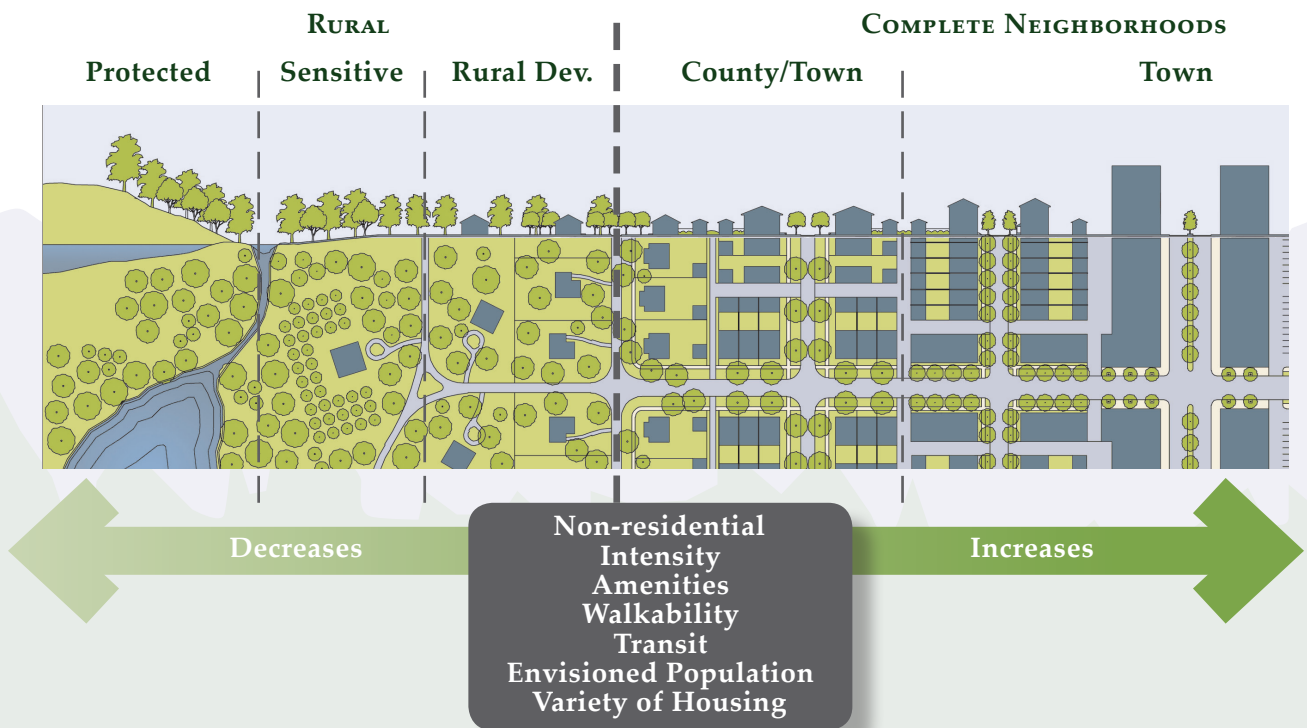 Rural
Complete Neighborhoods
Protected
Sensitive
Rural Dev.
County/Town
Town
Decreases
Non-residential
Intensity
Amenities
Walkability
Transit
Envisioned Population
Variety of Housing
Increases